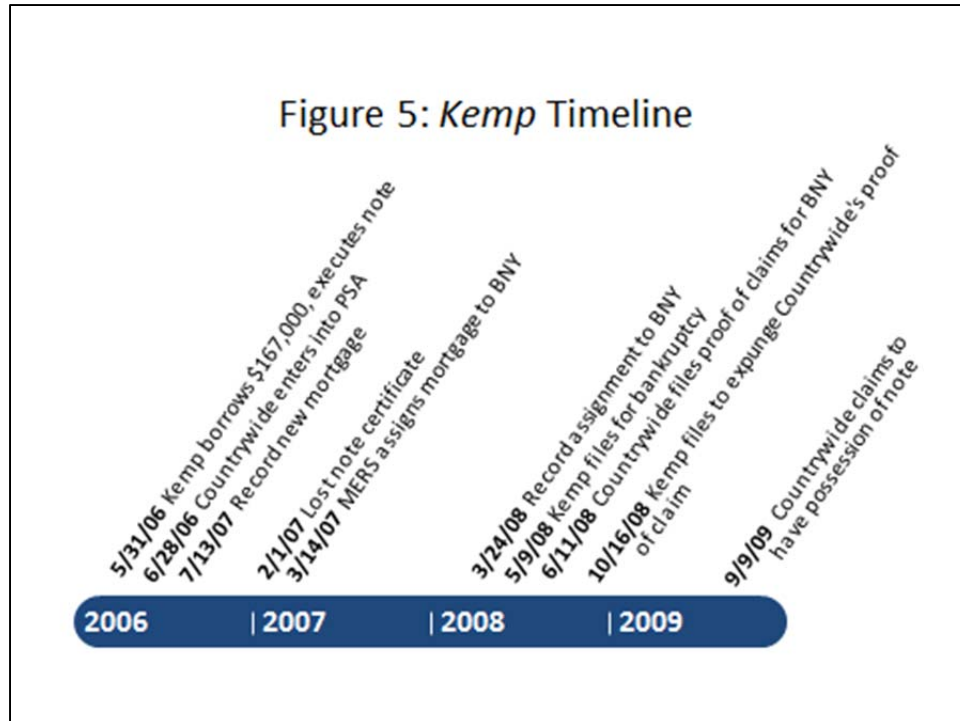 Figure 5: Kemp Timeline
5/31/06 Kemp borrows $167,000, executes note
6/28/06 Countrywide enters into PSA
7/13/07 Record new mortgage
2/1/07 Lost note certificate
3/14/07 MERS assigns mortgage to BNY
3/24/08 Record assignment to BNY
5/9/08 Kemp files for bankruptcy
6/11/08 Countrywide files proof of claims for BNY
10/16/08 Kemp files to expunge Countrywide's proof
of claim
9/9/09 Countrywide claims to
have possession of note
2006 | 2007 | 2008 | 2009